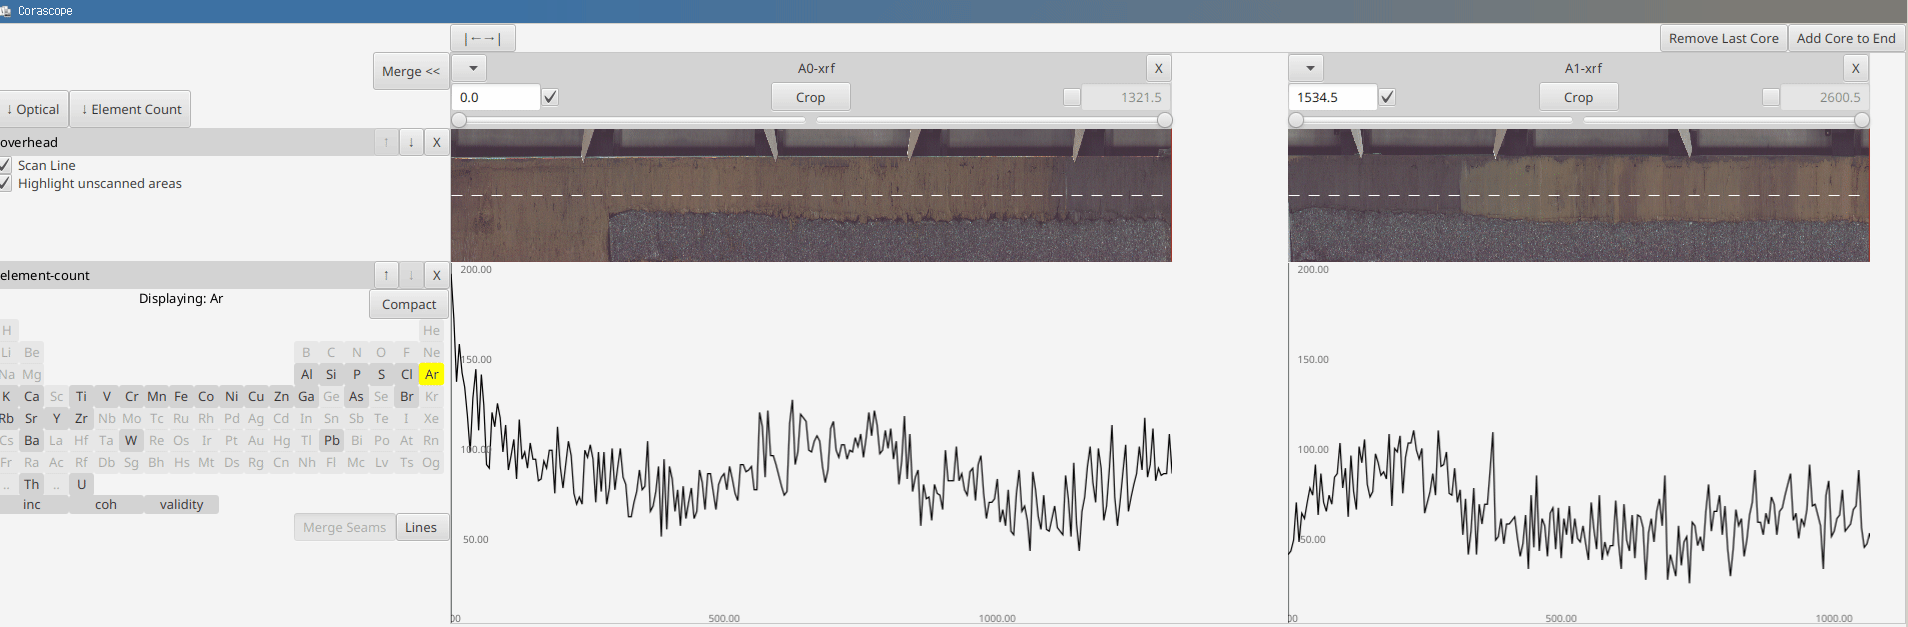 Corascope
|←→|
Remove Last Core Add Core to End
Merge << A0-xrf X A1-xrf X
0.0 Crop 1321.5 1534.5 Crop 2600.5
↓ Optical ↓ Element Count
overhead ↑ ↓ X
Scan Line
Highlight unscanned areas
element-count ↑ ↓ X
200.00 200.00
Displaying: Ar
Compact
H He
Li Be B C N O F Ne
150.00 150.00
Na Mg Al Si P S Cl Ar
K Ca Sc Ti V Cr Mn Fe Co Ni Cu Zn Ga Ge As Se Br Kr
Rb Sr Y Zr Nb Mo Tc Ru Rh Pd Ag Cd In Sn Sb Te I Xe
Cs Ba La Hf Ta W Re Os Ir Pt Au Hg Tl Pb Bi Po At Rn
100.00 100.00
Fr Ra Ac Rf Db Sg Bh Hs Mt Ds Rg Cn Nh Fl Mc Lv Ts Og
.. Th .. U
inc coh validity
Merge Seams Lines
50.00 50.00
00 500.00 1000.00 00 500.00 1000.00